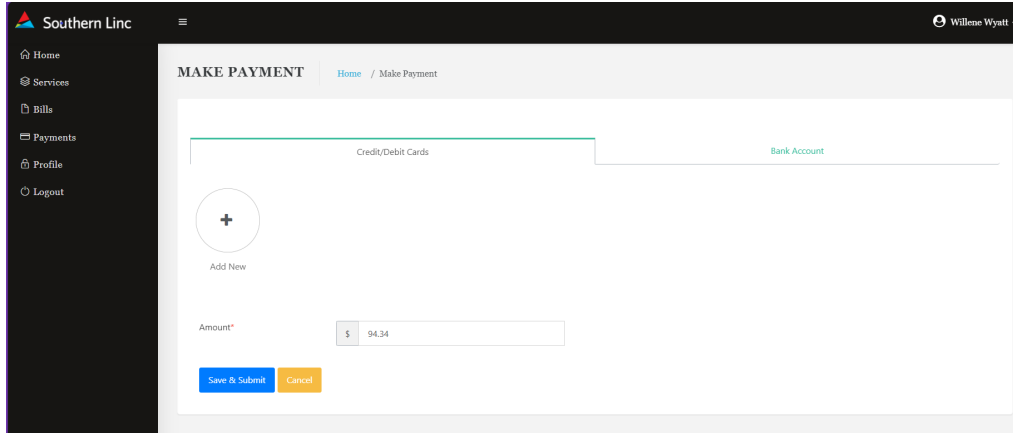 Southern Linc
Willene Wyatt
Home
Services
Bills
Payments
Profile
Logout
MAKE PAYMENT
Home / Make Payment
Credit/Debit Cards
Bank Account
Add New
Amount*
$ 94.34
Save & Submit
Cancel